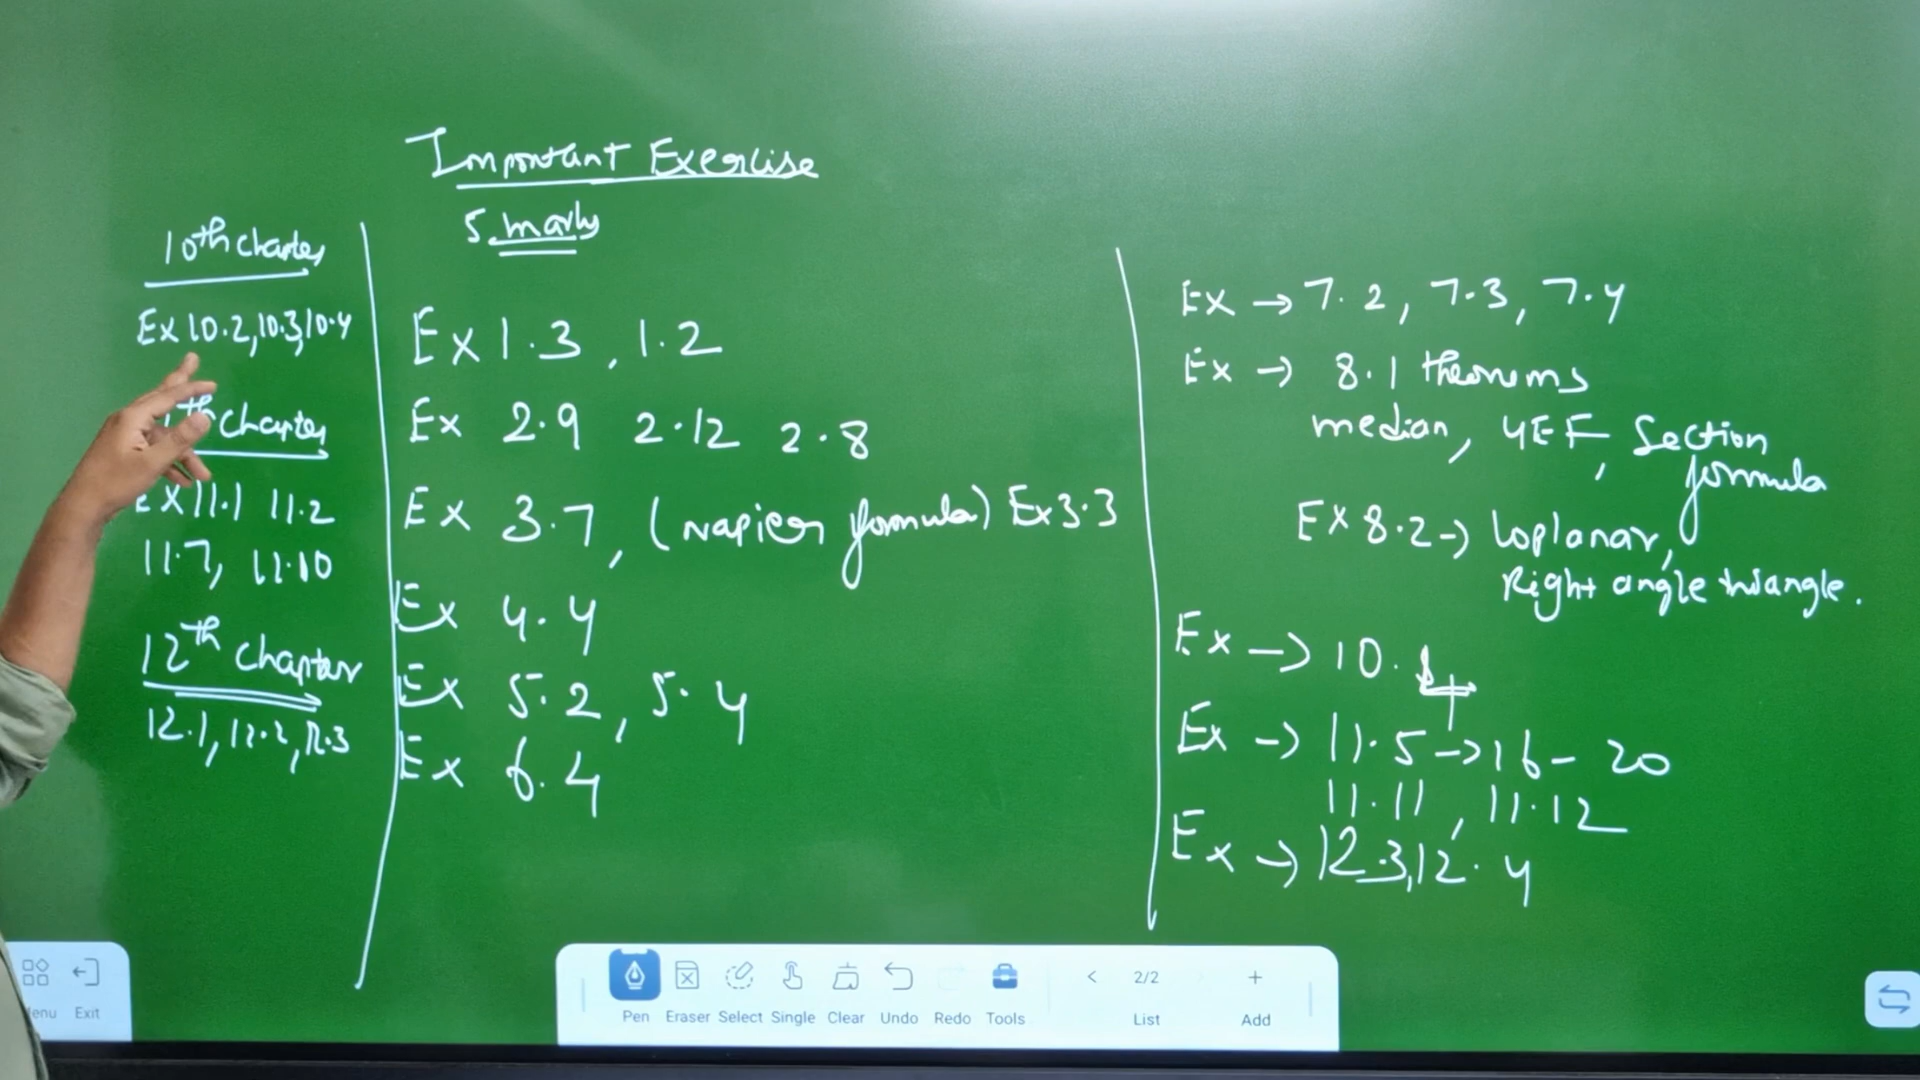 Important Exercise
5. marks
10th chapter
Ex 10.2, 10.3, 10.4
th chapter
Ex 11.1 11.2
11.7, 11.10
12th chapter
12.1, 12.2, 12.3
Ex 1.3, 1.2
Ex 2.9 2.12 2.8
Ex 3.7, (Napier formula) Ex 3.3
Ex 4.4
Ex 5.2, 5.4
Ex 6.4
Ex → 7.2, 7.3, 7.4
Ex → 8.1 theorems
median, 4EF, Section
formula
Ex 8.2 → Coplanar,
Right angle triangle.
Ex → 10.
Ex → 11.5 → 16 - 20
11.11, 11.12
Ex → 12.3, 12.4
enu Exit
Pen Eraser Select Single Clear Undo Redo Tools
< 2/2 +
List Add